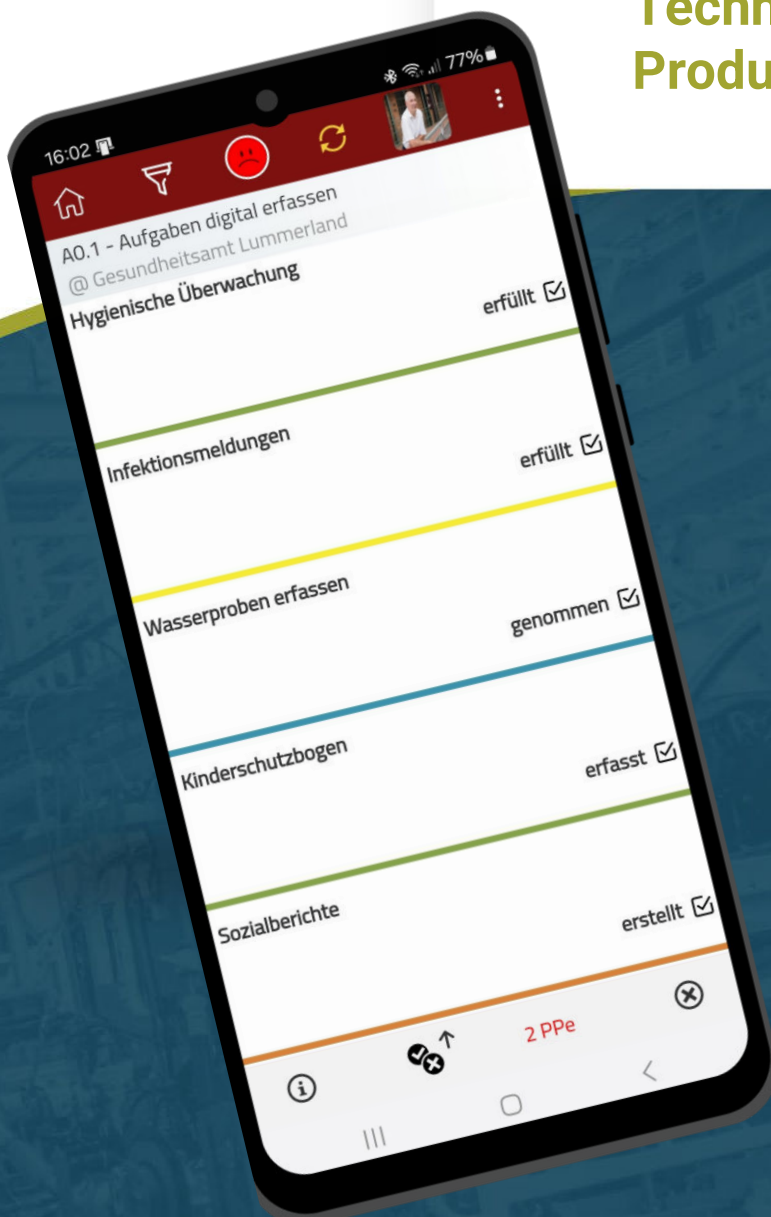 Produ
16:02
77%
A0.1 - Aufgaben digital erfassen
@ Gesundheitsamt Lummerland
Hygienische Überwachung
erfüllt
Infektionsmeldungen
erfüllt
Wasserproben erfassen
genommen
Kinderschutzbogen
erfasst
Sozialberichte
erstellt
2 PPe